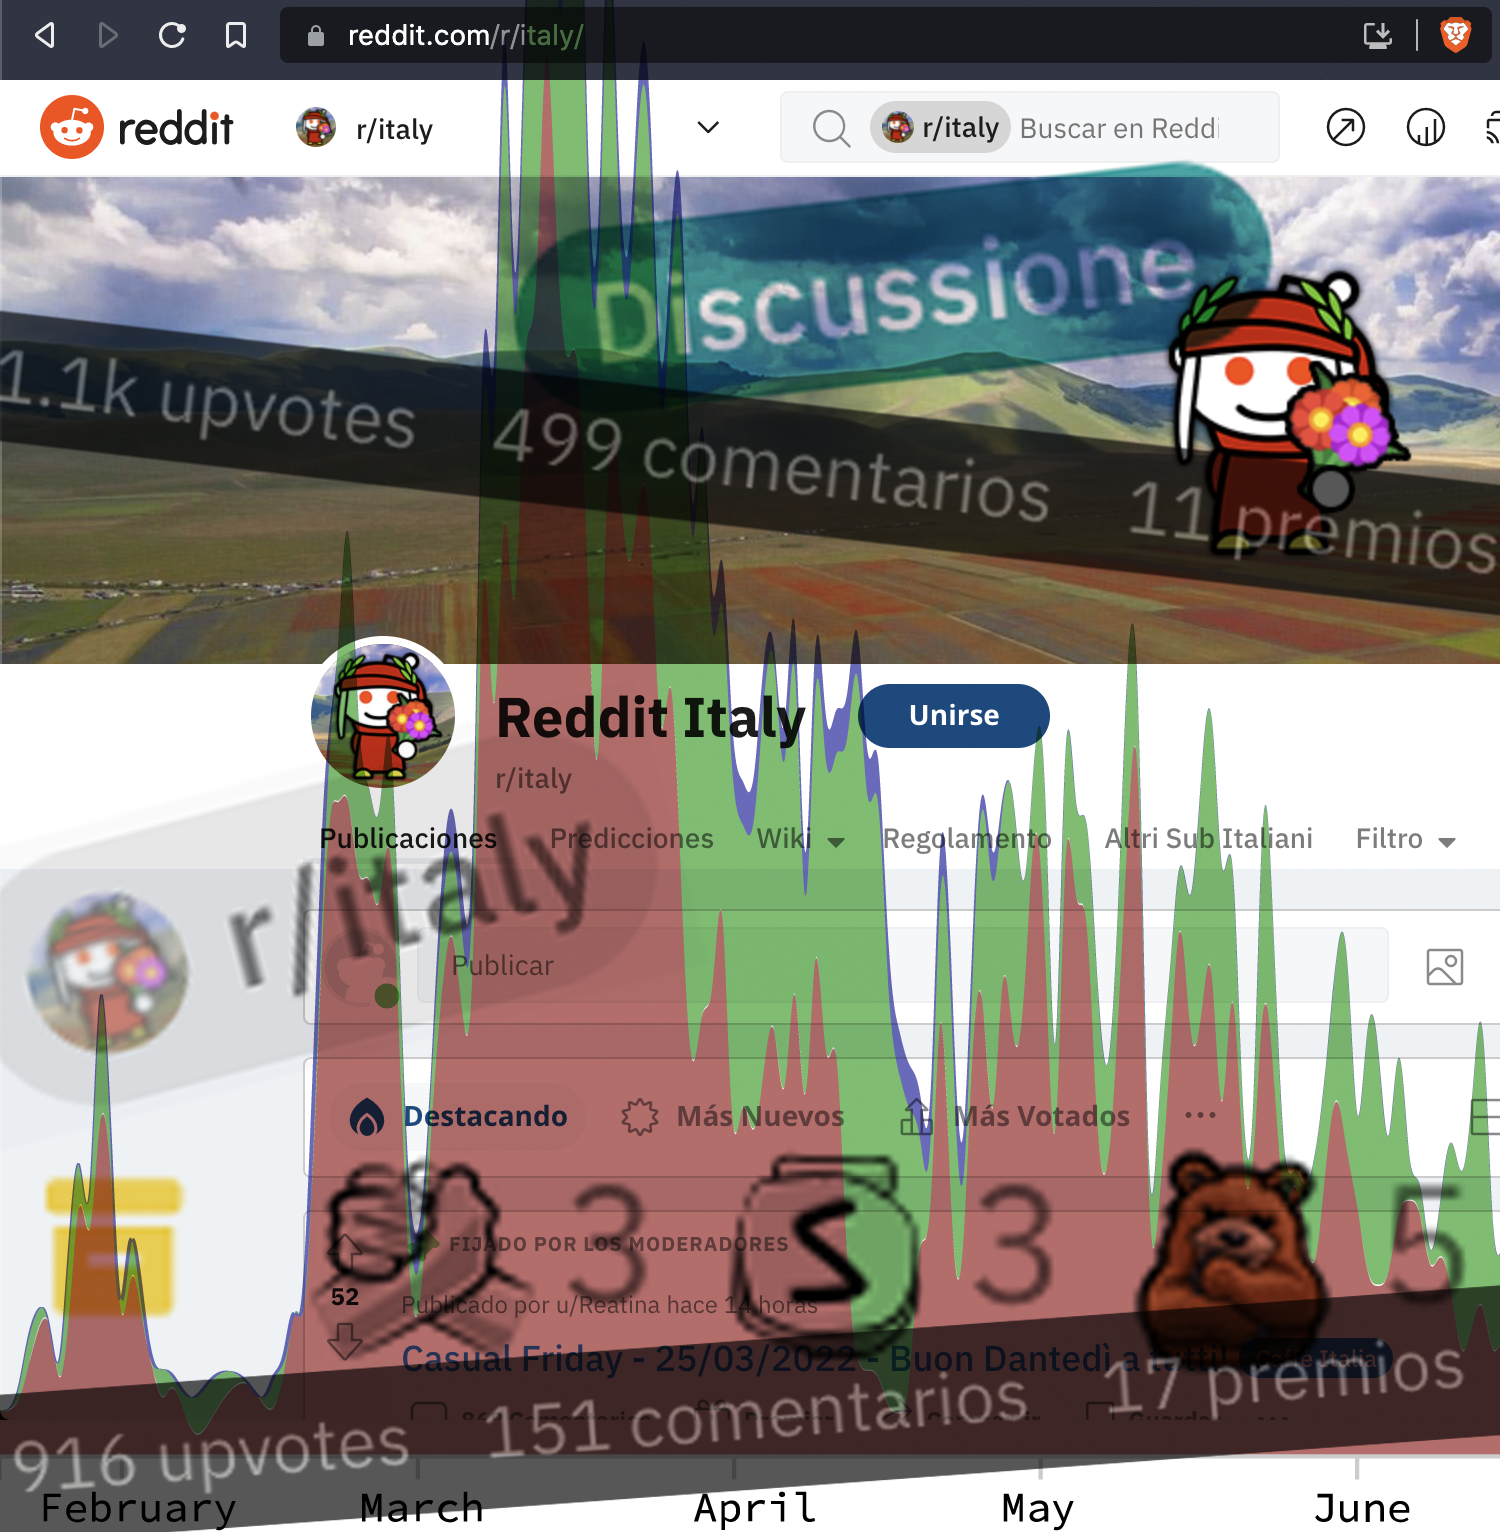 reddit.com/r/italy/
reddit r/italy r/italy Buscar en Reddi
Discussione
1.1k upvotes 499 comentarios 11 premios
Reddit Italy Unirse
r/italy
Publicaciones Predicciones Wiki Regolamento Altri Sub Italiani Filtro
r/italy
Publicar
Destacando Más Nuevos Más Votados ...
3 3 5
FIJADO POR LOS MODERADORES
52
Publicado por u/Reatina hace 14 horas
Casual Friday - 25/03/2022 - Buon Dantedì a tutti! Caffè Italia
916 upvotes 151 comentarios 17 premios
February March April May June